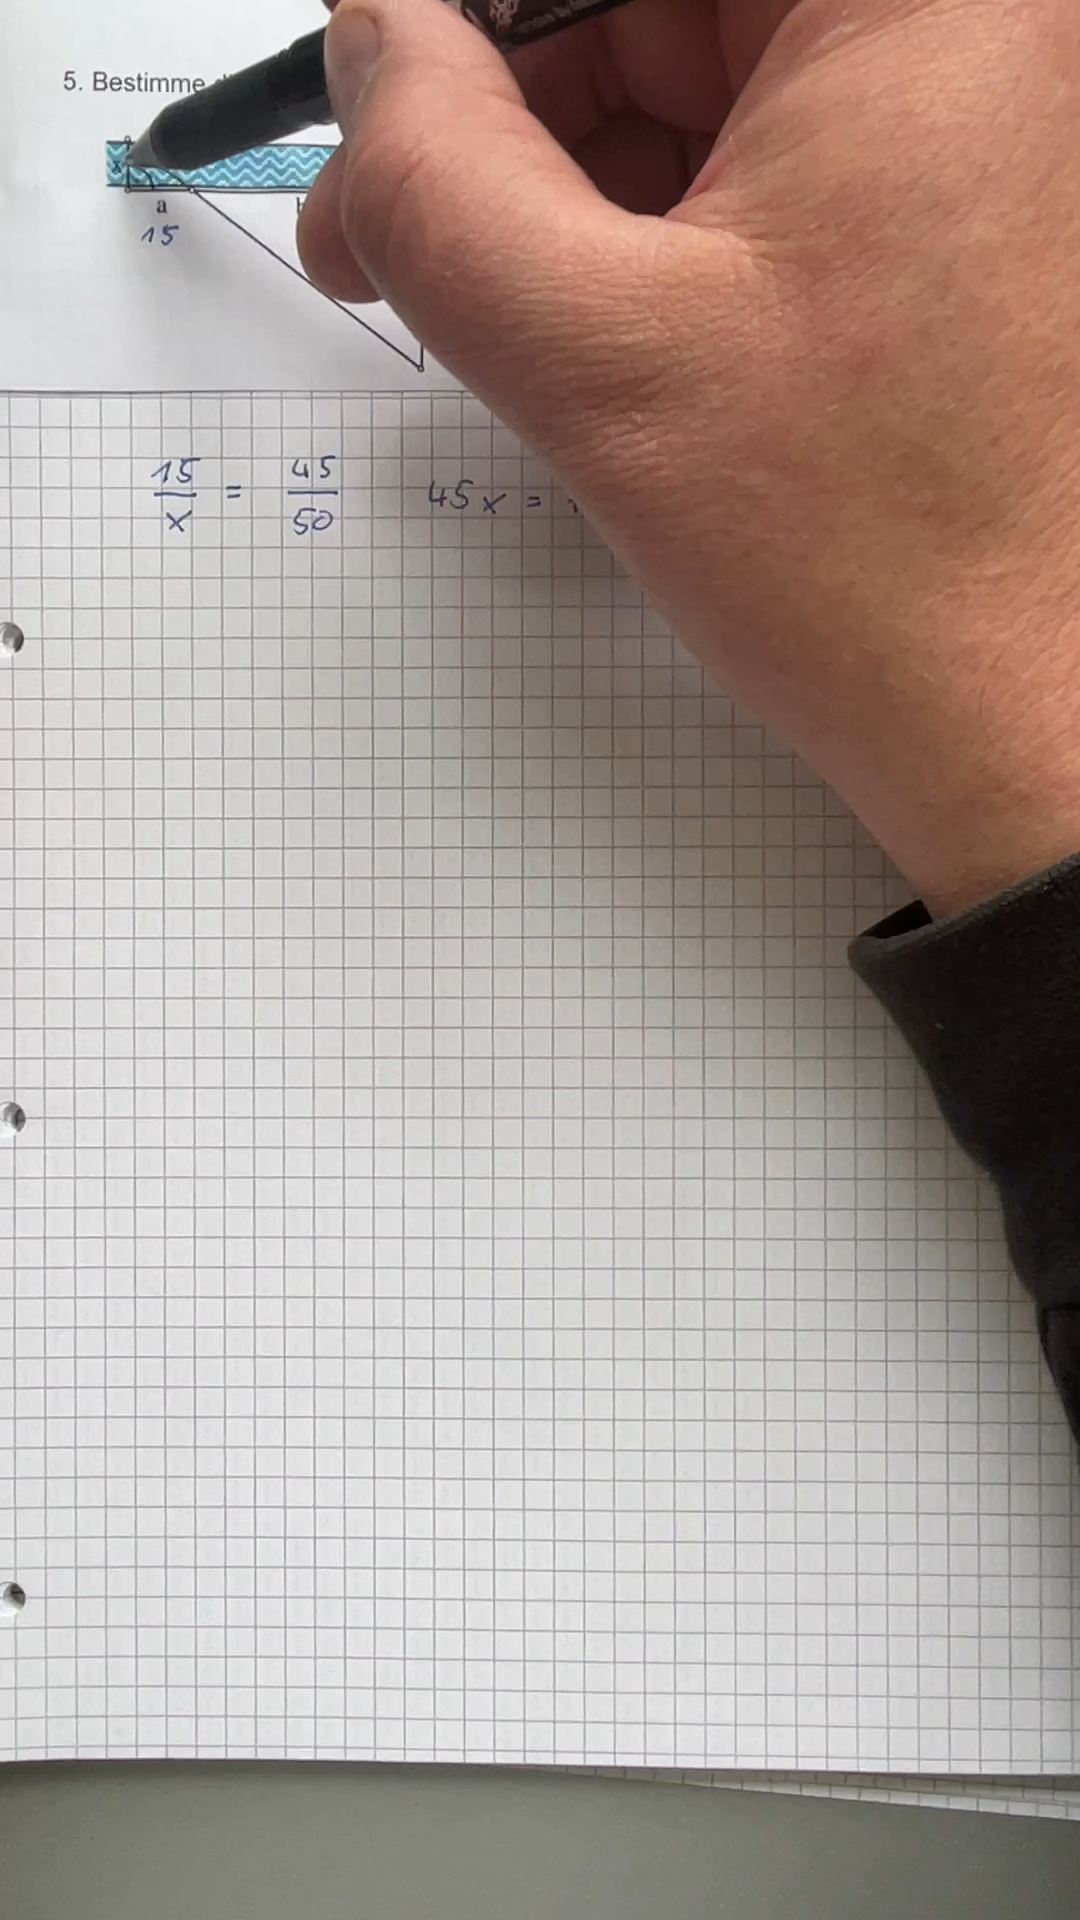 5. Bestimme
x
a
15
15/x = 45/50 45x =